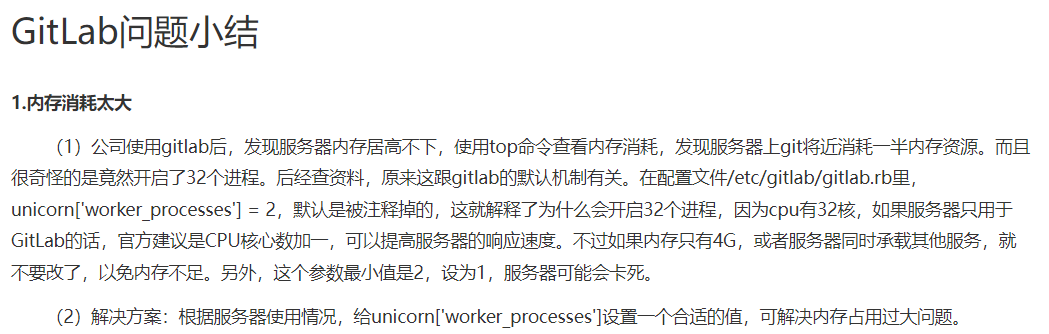 GitLab问题小结
1.内存消耗太大
（1）公司使用gitlab后，发现服务器内存居高不下，使用top命令查看内存消耗，发现服务器上git将近消耗一半内存资源。而且
很奇怪的是竟然开启了32个进程。后经查资料，原来这跟gitlab的默认机制有关。在配置文件/etc/gitlab/gitlab.rb里，
unicorn['worker_processes'] = 2，默认是被注释掉的，这就解释了为什么会开启32个进程，因为cpu有32核，如果服务器只用于
GitLab的话，官方建议是CPU核心数加一，可以提高服务器的响应速度。不过如果内存只有4G，或者服务器同时承载其他服务，就
不要改了，以免内存不足。另外，这个参数最小值是2，设为1，服务器可能会卡死。
（2）解决方案：根据服务器使用情况，给unicorn['worker_processes']设置一个合适的值，可解决内存占用过大问题。